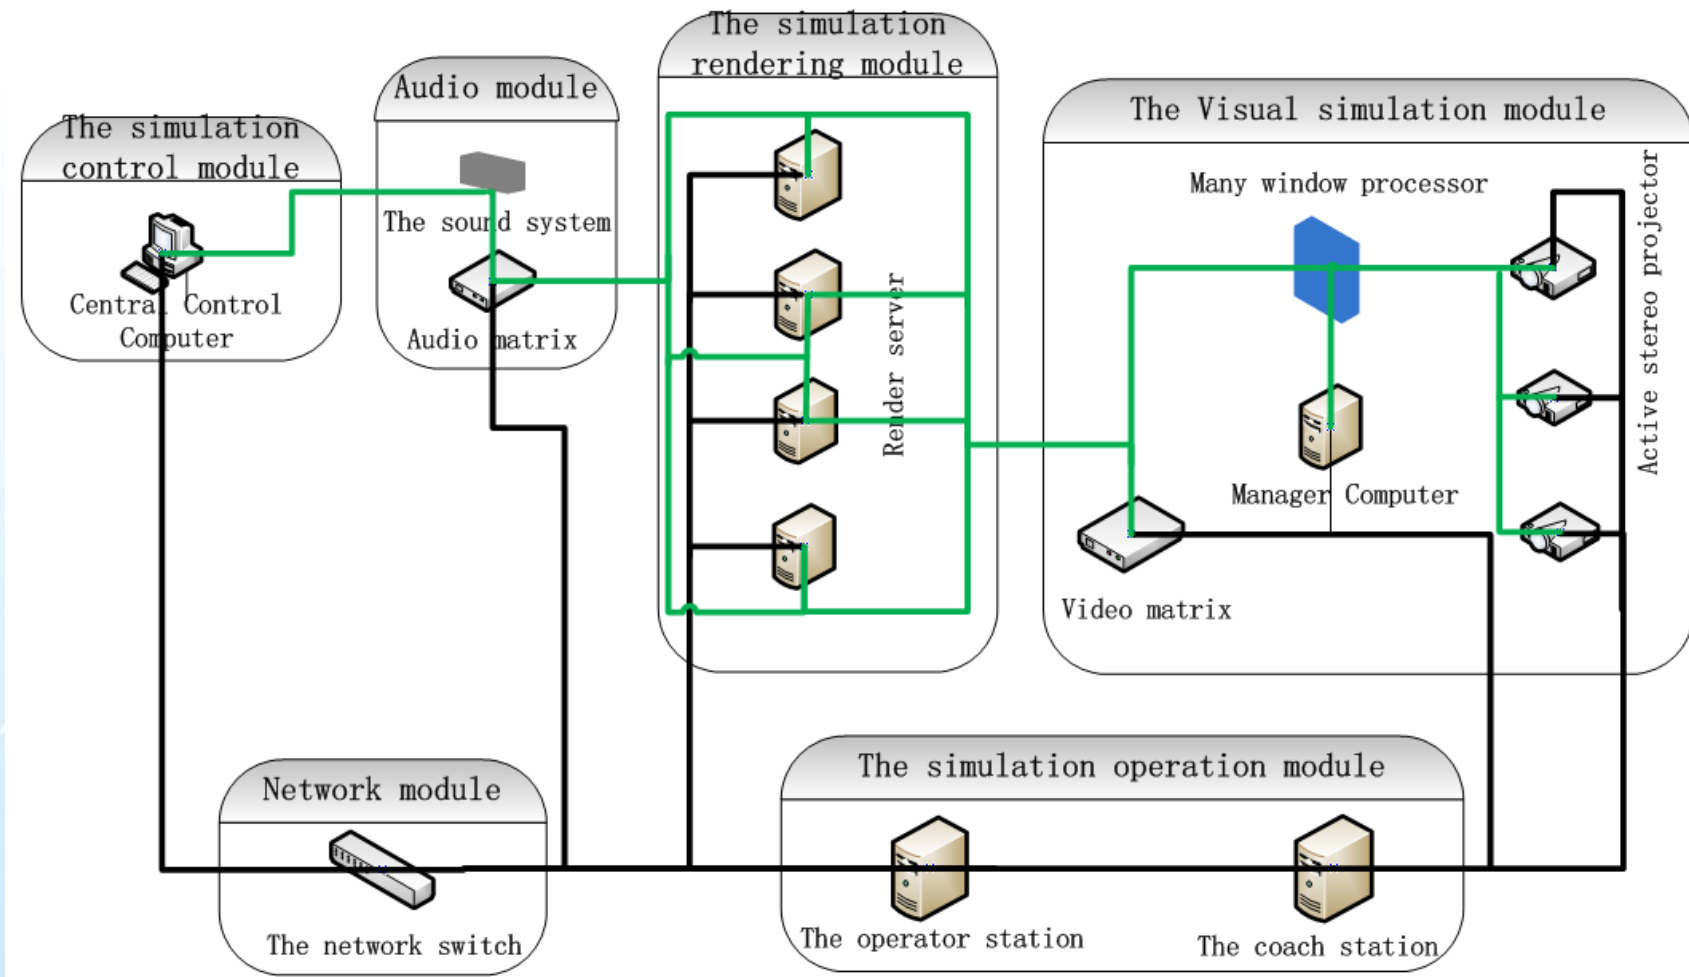 The simulation
control module
Central Control
Computer
Audio module
The sound system
Audio matrix
The simulation
rendering module
Render server
The Visual simulation module
Many window processor
Manager Computer
Video matrix
Active stereo projector
Network module
The network switch
The simulation operation module
The operator station
The coach station